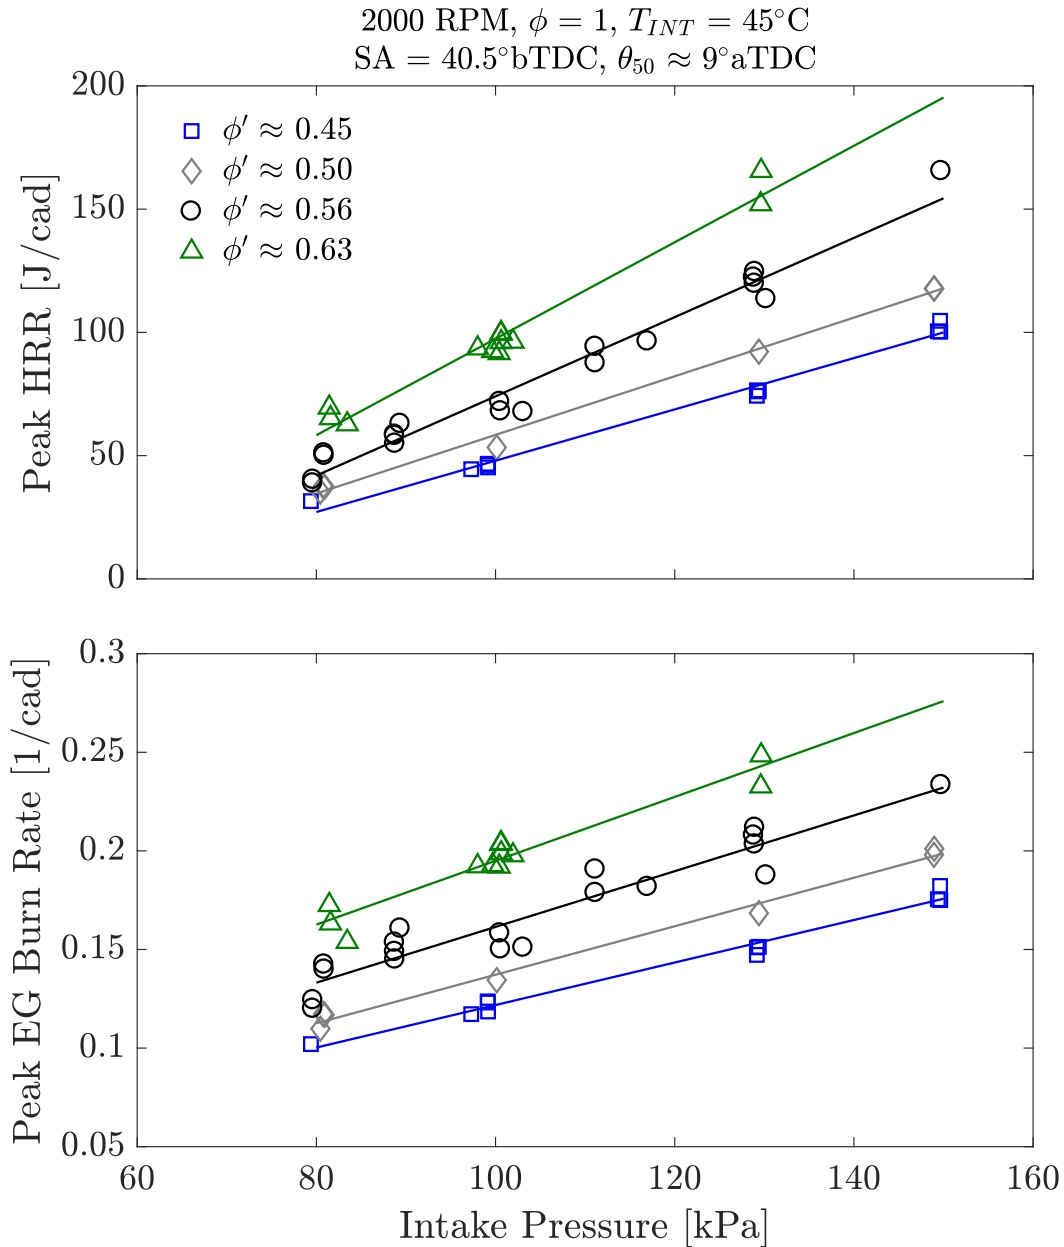 2000 RPM, ϕ = 1, T_INT = 45°C
SA = 40.5°bTDC, θ_50 ≈ 9°aTDC
200
150
100
50
0
Peak HRR [J/cad]
ϕ′ ≈ 0.45
ϕ′ ≈ 0.50
ϕ′ ≈ 0.56
ϕ′ ≈ 0.63
0.3
0.25
0.2
0.15
0.1
0.05
Peak EG Burn Rate [1/cad]
60 80 100 120 140 160
Intake Pressure [kPa]